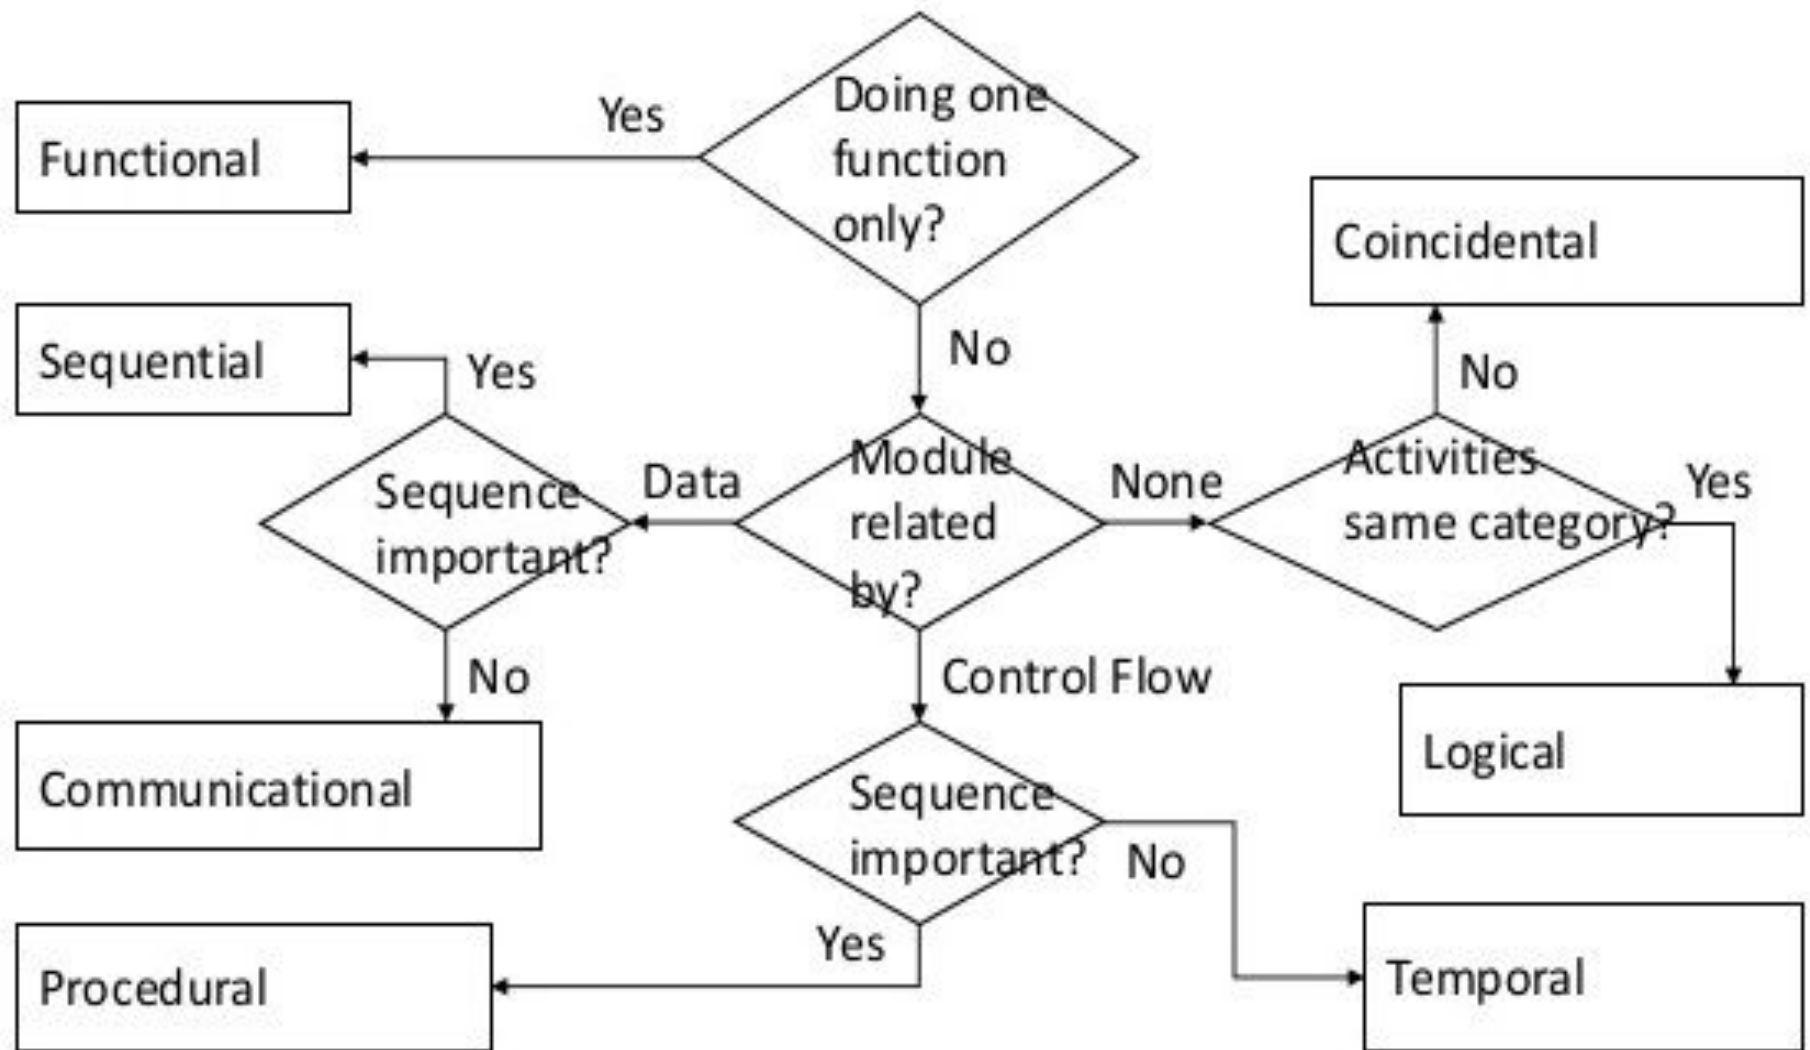 Doing one
function
only?
Yes
Functional
Coincidental
No
Sequential
Yes
No
Module
related
by?
Data
None
Sequence
important?
Activities
same category?
Yes
No
Control Flow
Communicational
Logical
Sequence
important?
No
Yes
Procedural
Temporal